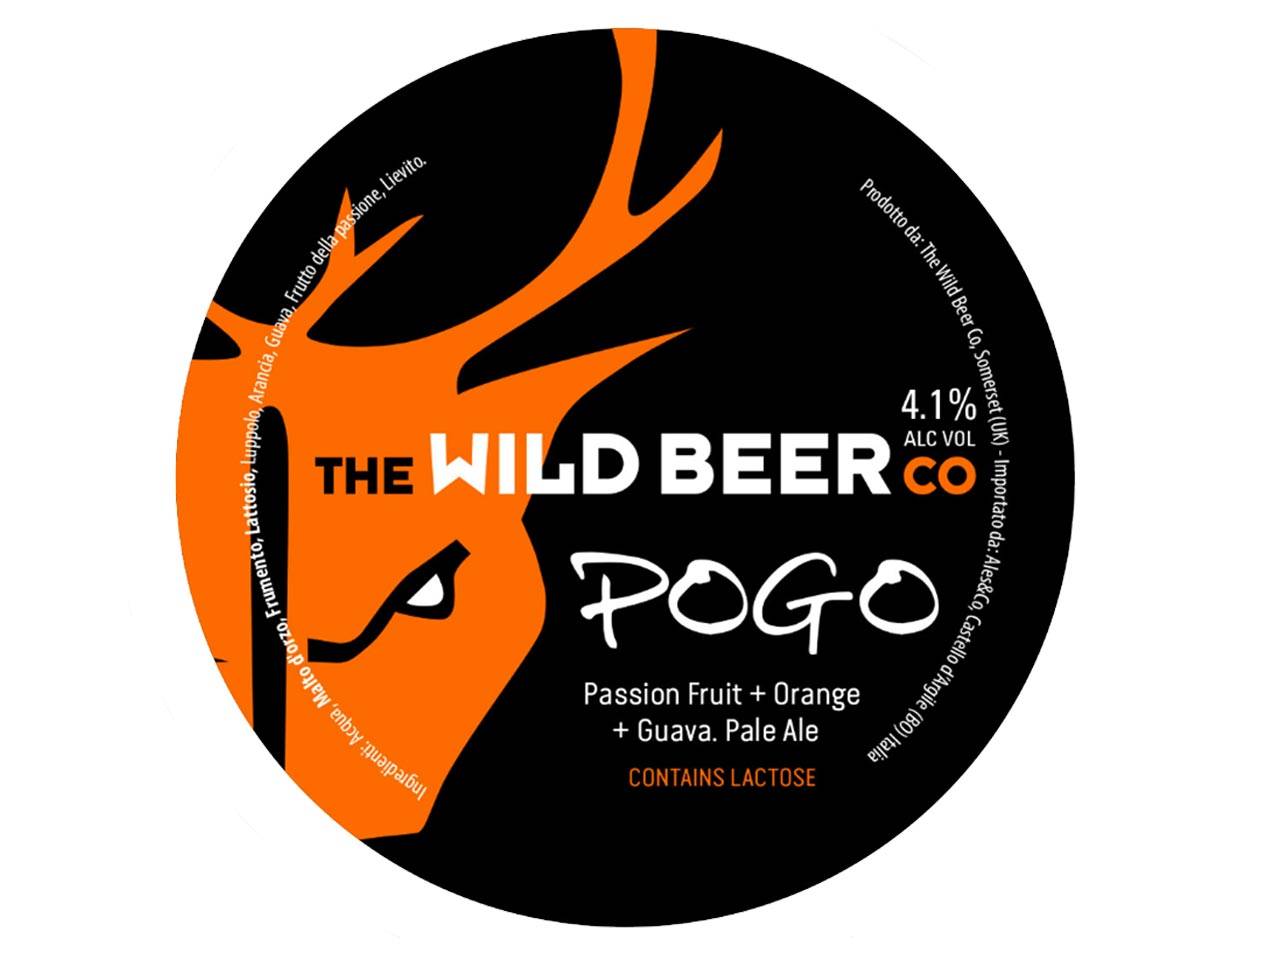 Ingredienti: Acqua, Malto d'orzo, Frumento, Lattosio, Luppolo, Arancia, Guava, Frutto della passione, Lievito.
THE WILD BEER CO
4.1%
ALC VOL
POGO
Passion Fruit + Orange
+ Guava. Pale Ale
CONTAINS LACTOSE
Prodotto da: The Wild Beer Co, Somerset (UK) - Importato da: Ales&Co, Castello d'Argile (BO) Italia